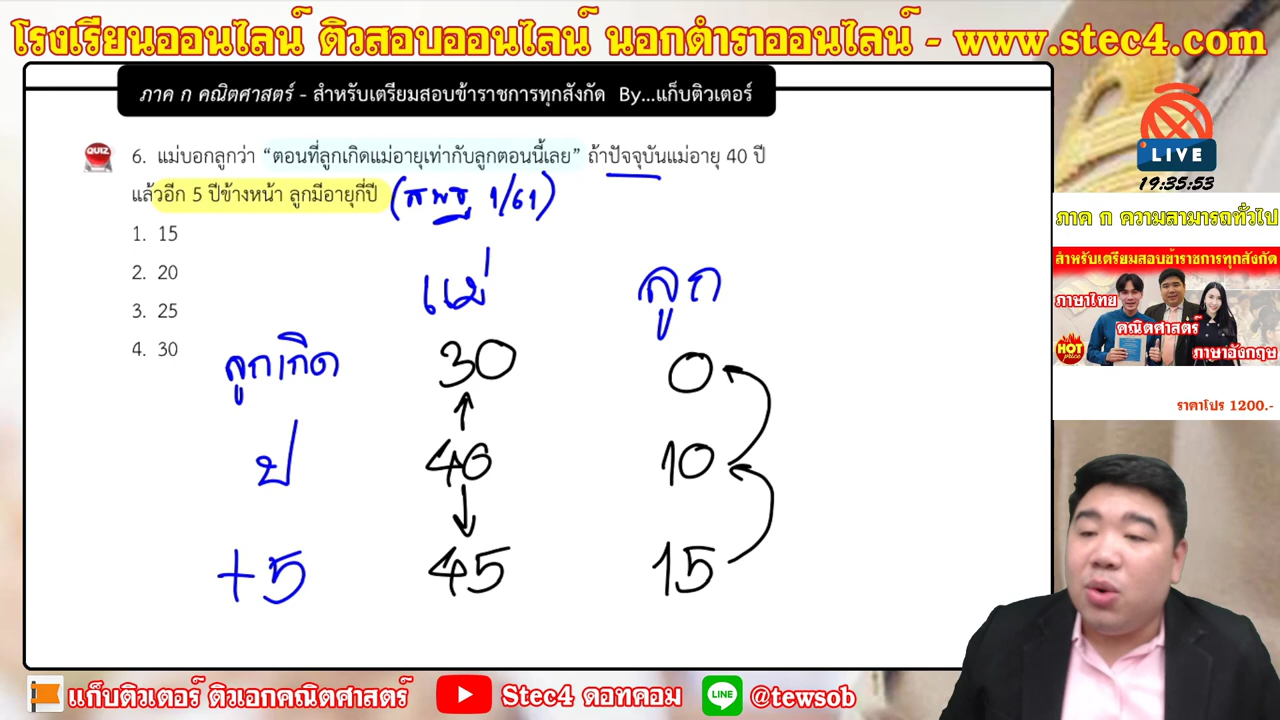 โรงเรียนออนไลน์ ติวสอบออนไลน์ นอกตำราออนไลน์ - www.stec4.com
ภาค ก คณิตศาสตร์ - สำหรับเตรียมสอบข้าราชการทุกสังกัด By...แก็บติวเตอร์
QUIZ
6. แม่บอกลูกว่า "ตอนที่ลูกเกิดแม่อายุเท่ากับลูกตอนนี้เลย" ถ้าปัจจุบันแม่อายุ 40 ปี
แล้วอีก 5 ปีข้างหน้า ลูกมีอายุกี่ปี (สพฐ 1/61)
1. 15
2. 20
3. 25
4. 30
แม่ ลูก
ลูกเกิด 30 0
ป 40 10
+5 45 15
LIVE
19:35:53
ภาค ก ความสามารถทั่วไป
สำหรับเตรียมสอบข้าราชการทุกสังกัด
ภาษาไทย
คณิตศาสตร์
ภาษาอังกฤษ
HOT
price
ราคาโปร 1200.-
แก็บติวเตอร์ ติวเอกคณิตศาสตร์
Stec4 ดอทคอม
LINE
@tewsob